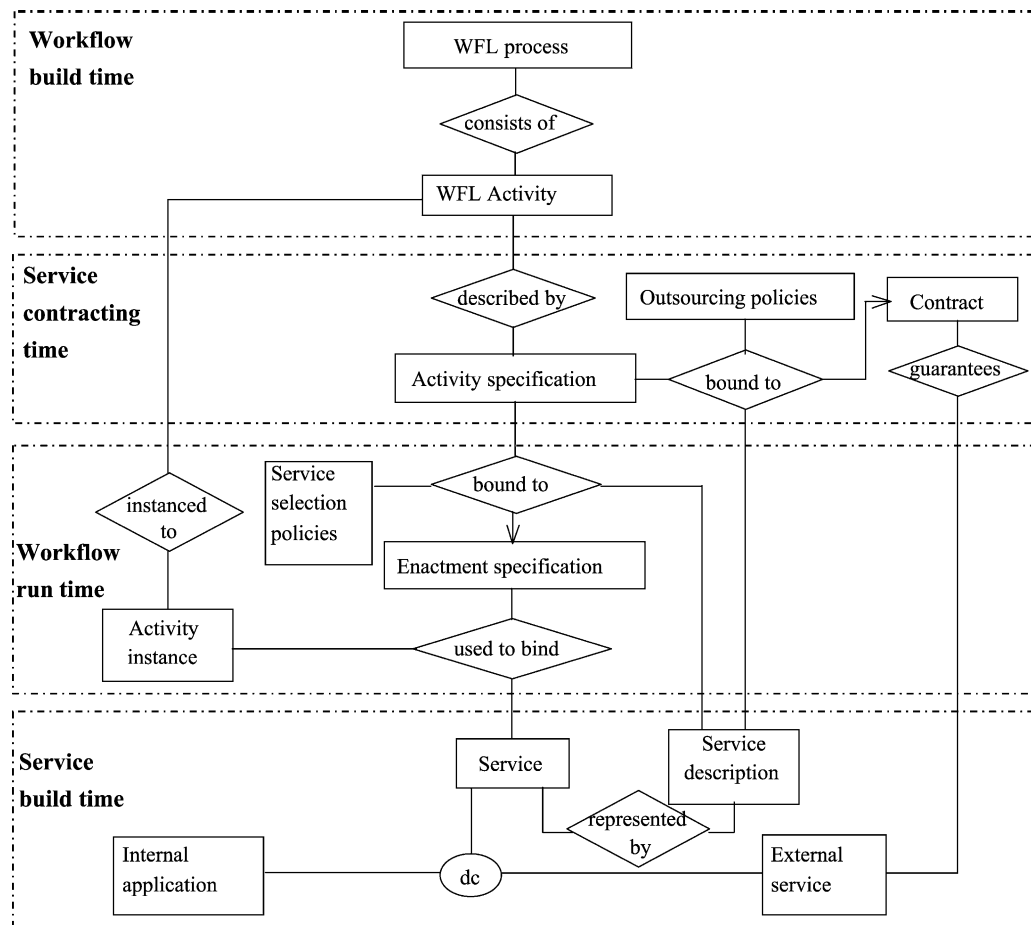 Workflow
build time
WFL process
consists of
WFL Activity
Service
contracting
time
described by
Outsourcing policies
Contract
Activity specification
bound to
guarantees
Service
selection
policies
bound to
instanced
to
Workflow
run time
Enactment specification
Activity
instance
used to bind
Service
build time
Service
Service
description
represented
by
Internal
application
dc
External
service